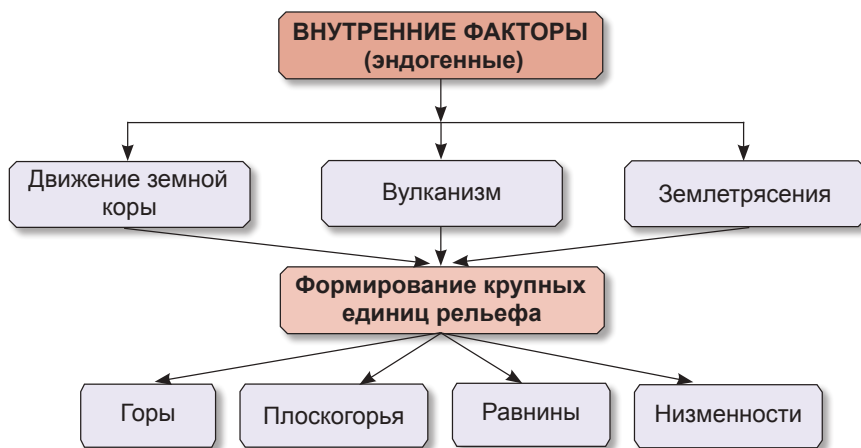 ВНУТРЕННИЕ ФАКТОРЫ
(эндогенные)
Движение земной
коры
Вулканизм
Землетрясения
Формирование крупных
единиц рельефа
Горы
Плоскогорья
Равнины
Низменности